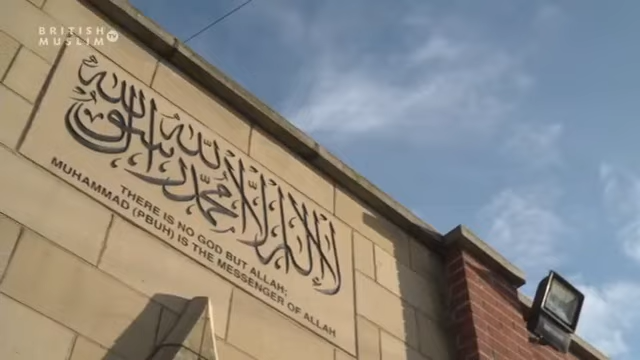 BRITISH
MUSLIM TV
لا إله إلا الله محمد رسول الله
THERE IS NO GOD BUT ALLAH;
MUHAMMAD (PBUH) IS THE MESSENGER OF ALLAH